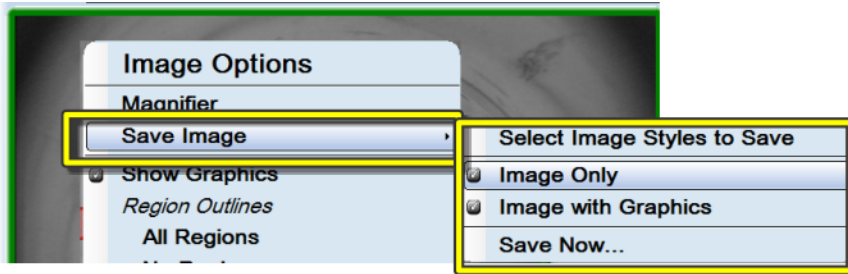 Image Options
Magnifier
Save Image
Show Graphics
Region Outlines
All Regions
Select Image Styles to Save
Image Only
Image with Graphics
Save Now...